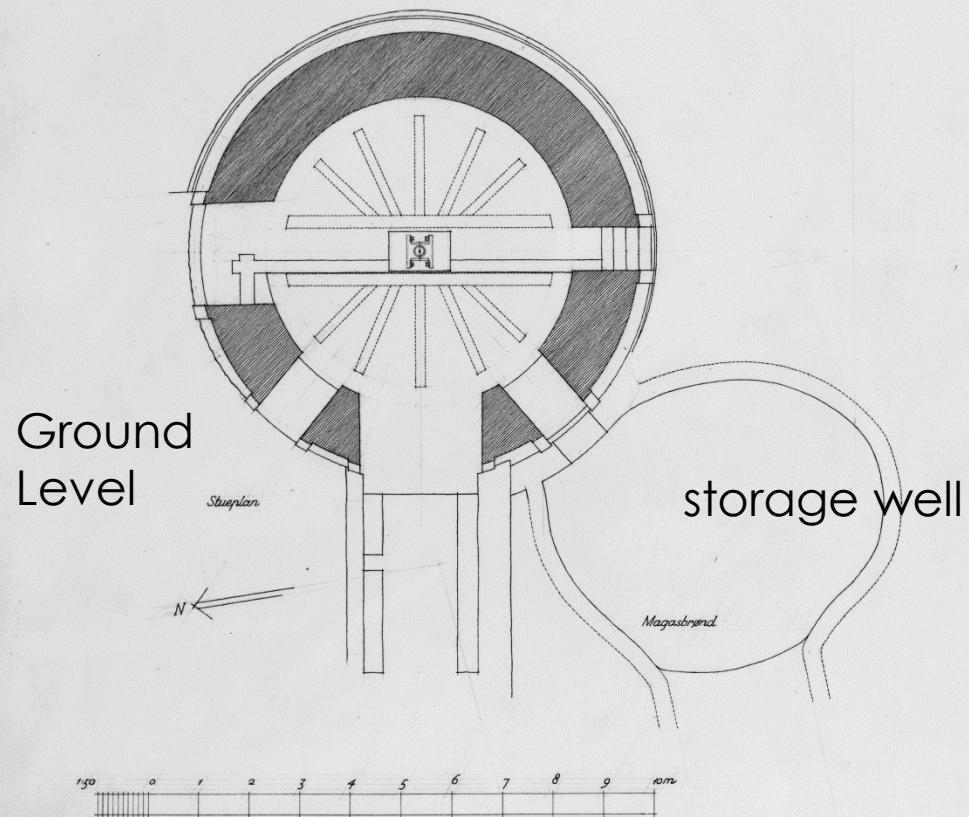 Ground
Level
Stueplan
storage well
N
Magasbrønd
1:50 0 1 2 3 4 5 6 7 8 9 10m